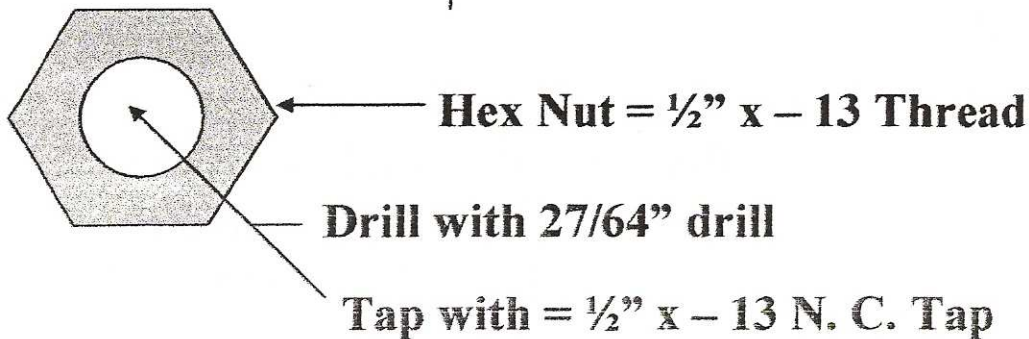 Hex Nut = ½” x – 13 Thread
Drill with 27/64” drill
Tap with = ½” x – 13 N. C. Tap